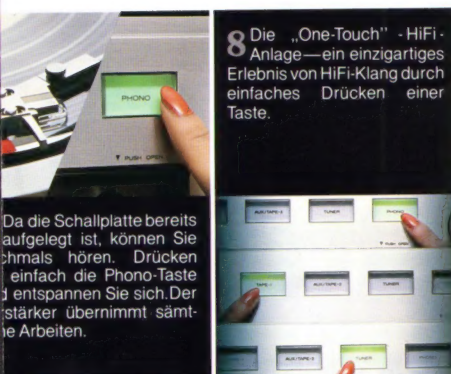 PHONO
▼ PUSH OPEN
Da die Schallplatte bereits
aufgelegt ist, können Sie
chmals hören. Drücken
einfach die Phono-Taste
d entspannen Sie sich. Der
rstärker übernimmt sämt-
e Arbeiten.
8 Die „One-Touch'' - HiFi -
Anlage—ein einzigartiges
Erlebnis von HiFi-Klang durch
einfaches Drücken einer
Taste.
AUX/TAPE-2 TUNER PHONO
▼ PUSH OPEN
TAPE-1 AUX/TAPE-2 TUNER
AUX/TAPE-2 TUNER PHONO